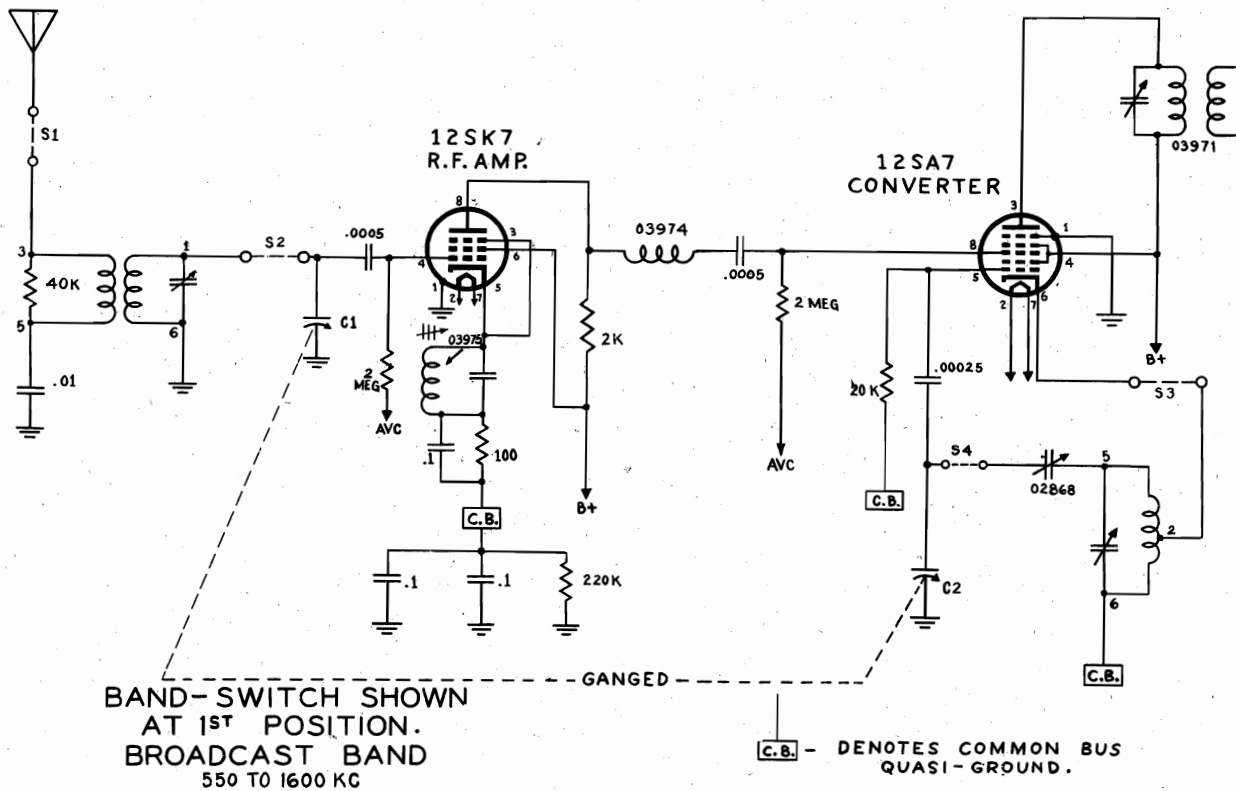 S1
3
40K
5
.01
1
6
S2
C1
.0005
12SK7
R.F. AMP.
8
3
6
4
1
2
7
5
03975
2
MEG
AVC
.1
100
C.B.
.1
.1
220K
2K
B+
03974
.0005
2 MEG
AVC
12SA7
CONVERTER
3
1
8
4
5
6
2
7
03971
B+
20K
C.B.
.00025
S3
S4
02868
5
2
6
C2
C.B.
GANGED
BAND-SWITCH SHOWN
AT 1ST POSITION.
BROADCAST BAND
550 TO 1600 KC
C.B. - DENOTES COMMON BUS
QUASI-GROUND.